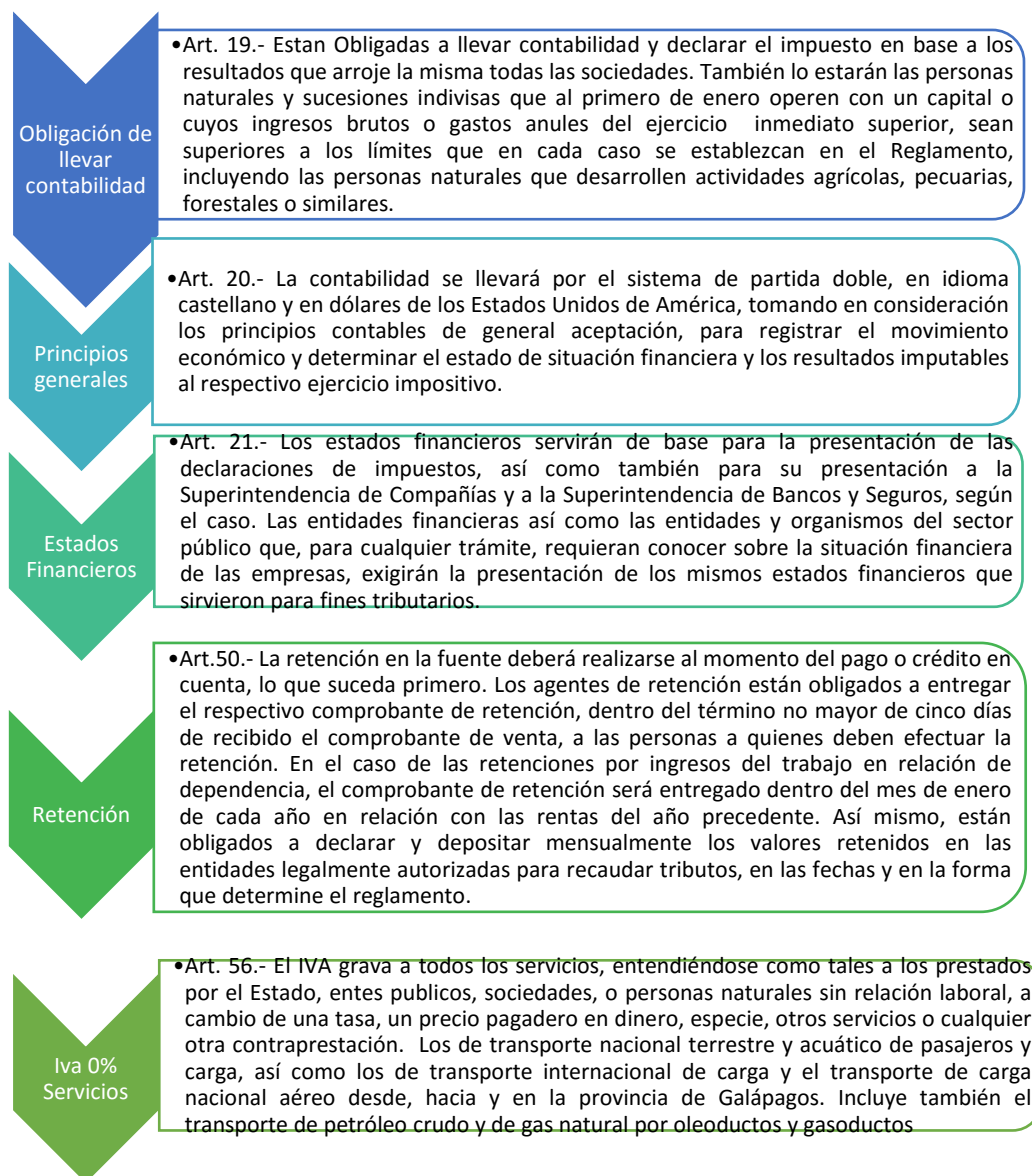 Obligación de
llevar
contabilidad
•Art. 19.- Estan Obligadas a llevar contabilidad y declarar el impuesto en base a los
resultados que arroje la misma todas las sociedades. También lo estarán las personas
naturales y sucesiones indivisas que al primero de enero operen con un capital o
cuyos ingresos brutos o gastos anules del ejercicio inmediato superior, sean
superiores a los límites que en cada caso se establezcan en el Reglamento,
incluyendo las personas naturales que desarrollen actividades agrícolas, pecuarias,
forestales o similares.
Principios
generales
•Art. 20.- La contabilidad se llevará por el sistema de partida doble, en idioma
castellano y en dólares de los Estados Unidos de América, tomando en consideración
los principios contables de general aceptación, para registrar el movimiento
económico y determinar el estado de situación financiera y los resultados imputables
al respectivo ejercicio impositivo.
Estados
Financieros
•Art. 21.- Los estados financieros servirán de base para la presentación de las
declaraciones de impuestos, así como también para su presentación a la
Superintendencia de Compañías y a la Superintendencia de Bancos y Seguros, según
el caso. Las entidades financieras así como las entidades y organismos del sector
público que, para cualquier trámite, requieran conocer sobre la situación financiera
de las empresas, exigirán la presentación de los mismos estados financieros que
sirvieron para fines tributarios.
Retención
•Art.50.- La retención en la fuente deberá realizarse al momento del pago o crédito en
cuenta, lo que suceda primero. Los agentes de retención están obligados a entregar
el respectivo comprobante de retención, dentro del término no mayor de cinco días
de recibido el comprobante de venta, a las personas a quienes deben efectuar la
retención. En el caso de las retenciones por ingresos del trabajo en relación de
dependencia, el comprobante de retención será entregado dentro del mes de enero
de cada año en relación con las rentas del año precedente. Así mismo, están
obligados a declarar y depositar mensualmente los valores retenidos en las
entidades legalmente autorizadas para recaudar tributos, en las fechas y en la forma
que determine el reglamento.
Iva 0%
Servicios
•Art. 56.- El IVA grava a todos los servicios, entendiéndose como tales a los prestados
por el Estado, entes publicos, sociedades, o personas naturales sin relación laboral, a
cambio de una tasa, un precio pagadero en dinero, especie, otros servicios o cualquier
otra contraprestación. Los de transporte nacional terrestre y acuático de pasajeros y
carga, así como los de transporte internacional de carga y el transporte de carga
nacional aéreo desde, hacia y en la provincia de Galápagos. Incluye también el
transporte de petróleo crudo y de gas natural por oleoductos y gasoductos